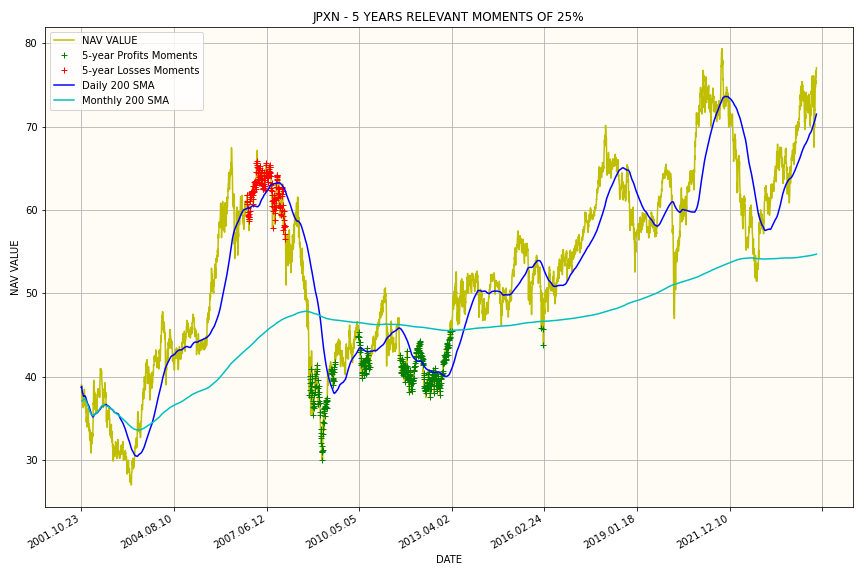 JPXN - 5 YEARS RELEVANT MOMENTS OF 25%
NAV VALUE
5-year Profits Moments
5-year Losses Moments
Daily 200 SMA
Monthly 200 SMA
80
70
60
50
40
30
NAV VALUE
2001.10.23
2004.08.10
2007.06.12
2010.05.05
2013.04.02
2016.02.24
2019.01.18
2021.12.10
DATE